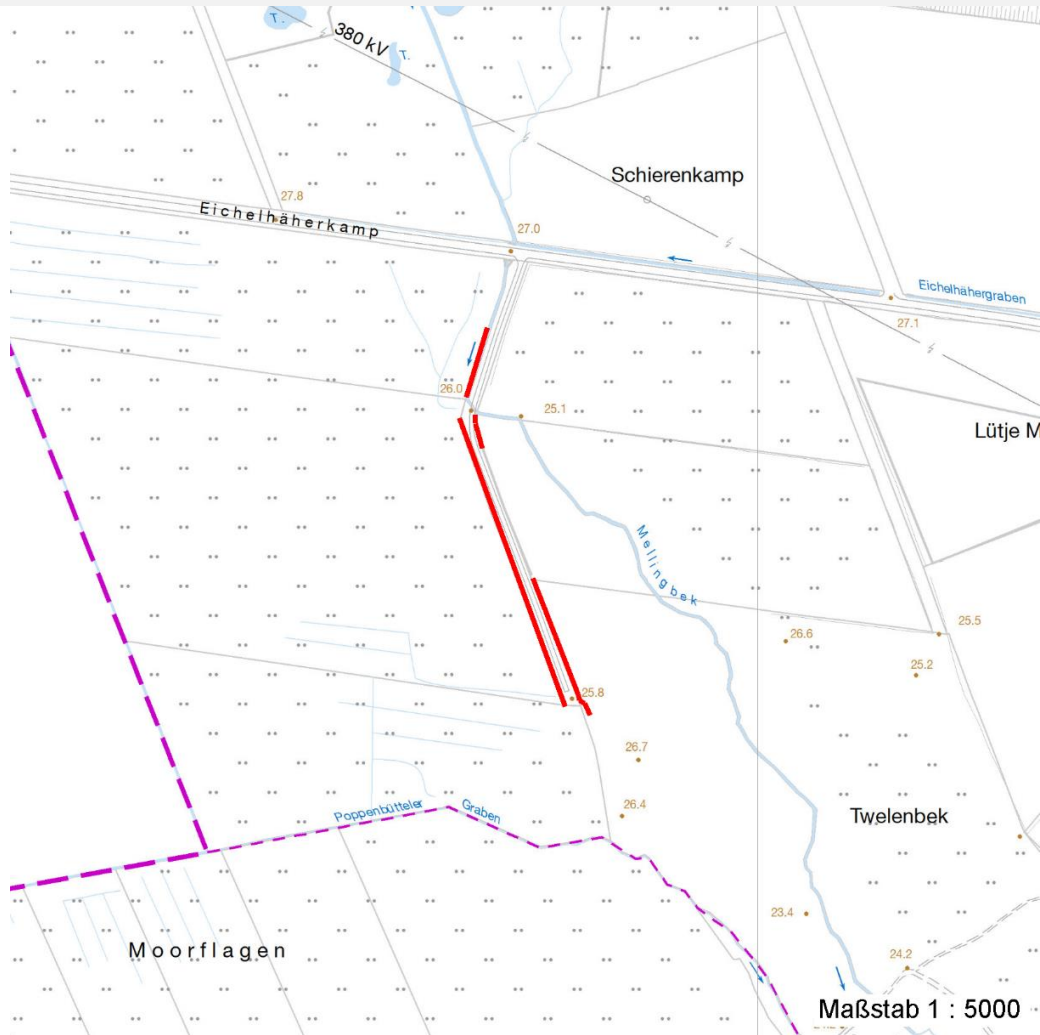 T.
380 kV
T.
Schierenkamp
27.8
Eichelhäherkamp
27.0
Eichelhähergraben
27.1
26.0
25.1
Lütje M
Mellingbek
25.5
26.6
25.2
25.8
26.7
26.4
Poppenbütteler Graben
Twelenbek
23.4
Moorflagen
24.2
Maßstab 1 : 5000